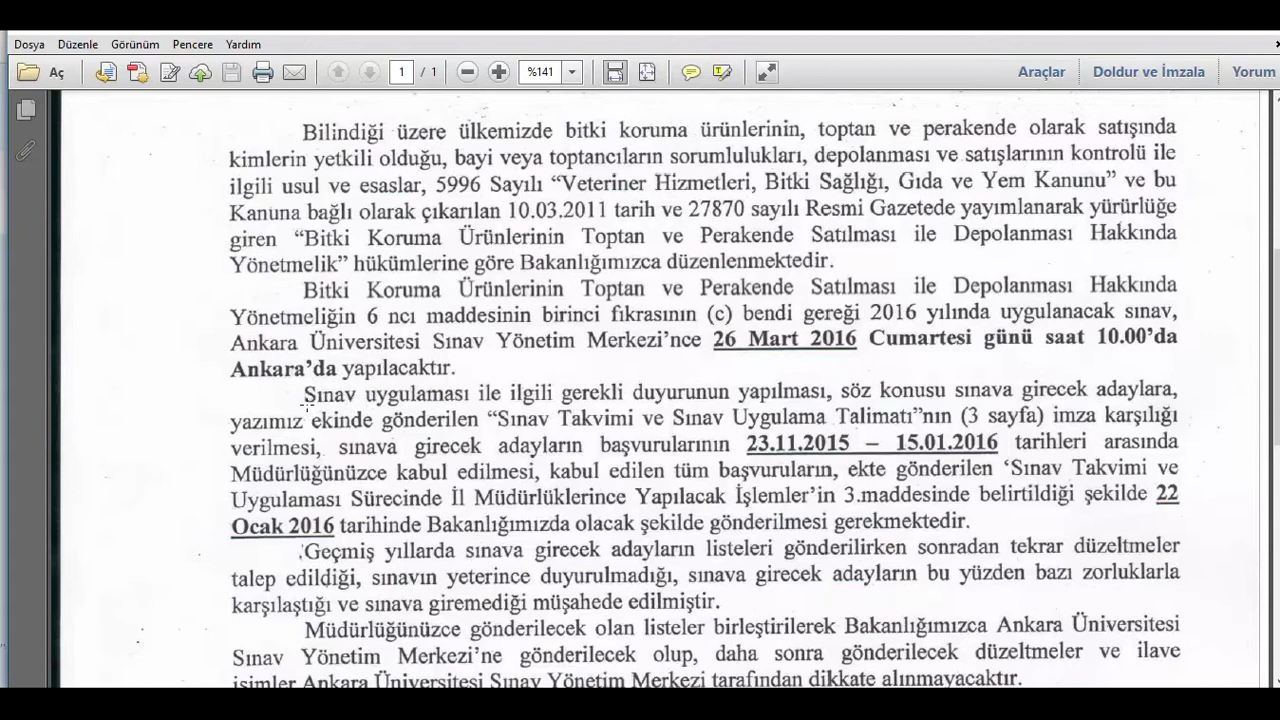 Dosya Düzenle Görünüm Pencere Yardım
Aç 1 / 1 %141 Araçlar Doldur ve İmzala Yorum
Bilindiği üzere ülkemizde bitki koruma ürünlerinin, toptan ve perakende olarak satışında
kimlerin yetkili olduğu, bayi veya toptancıların sorumlulukları, depolanması ve satışlarının kontrolü ile
ilgili usul ve esaslar, 5996 Sayılı “Veteriner Hizmetleri, Bitki Sağlığı, Gıda ve Yem Kanunu” ve bu
Kanuna bağlı olarak çıkarılan 10.03.2011 tarih ve 27870 sayılı Resmi Gazetede yayımlanarak yürürlüğe
giren “Bitki Koruma Ürünlerinin Toptan ve Perakende Satılması ile Depolanması Hakkında
Yönetmelik” hükümlerine göre Bakanlığımızca düzenlenmektedir.
Bitki Koruma Ürünlerinin Toptan ve Perakende Satılması ile Depolanması Hakkında
Yönetmeliğin 6 ncı maddesinin birinci fıkrasının (c) bendi gereği 2016 yılında uygulanacak sınav,
Ankara Üniversitesi Sınav Yönetim Merkezi’nce 26 Mart 2016 Cumartesi günü saat 10.00’da
Ankara’da yapılacaktır.
Sınav uygulaması ile ilgili gerekli duyurunun yapılması, söz konusu sınava girecek adaylara,
yazımız ekinde gönderilen “Sınav Takvimi ve Sınav Uygulama Talimatı”nın (3 sayfa) imza karşılığı
verilmesi, sınava girecek adayların başvurularının 23.11.2015 – 15.01.2016 tarihleri arasında
Müdürlüğünüzce kabul edilmesi, kabul edilen tüm başvuruların, ekte gönderilen ‘Sınav Takvimi ve
Uygulaması Sürecinde İl Müdürlüklerince Yapılacak İşlemler’in 3.maddesinde belirtildiği şekilde 22
Ocak 2016 tarihinde Bakanlığımızda olacak şekilde gönderilmesi gerekmektedir.
Geçmiş yıllarda sınava girecek adayların listeleri gönderilirken sonradan tekrar düzeltmeler
talep edildiği, sınavın yeterince duyurulmadığı, sınava girecek adayların bu yüzden bazı zorluklarla
karşılaştığı ve sınava giremediği müşahede edilmiştir.
Müdürlüğünüzce gönderilecek olan listeler birleştirilerek Bakanlığımızca Ankara Üniversitesi
Sınav Yönetim Merkezi’ne gönderilecek olup, daha sonra gönderilecek düzeltmeler ve ilave
isimler Ankara Üniversitesi Sınav Yönetim Merkezi tarafından dikkate alınmayacaktır.